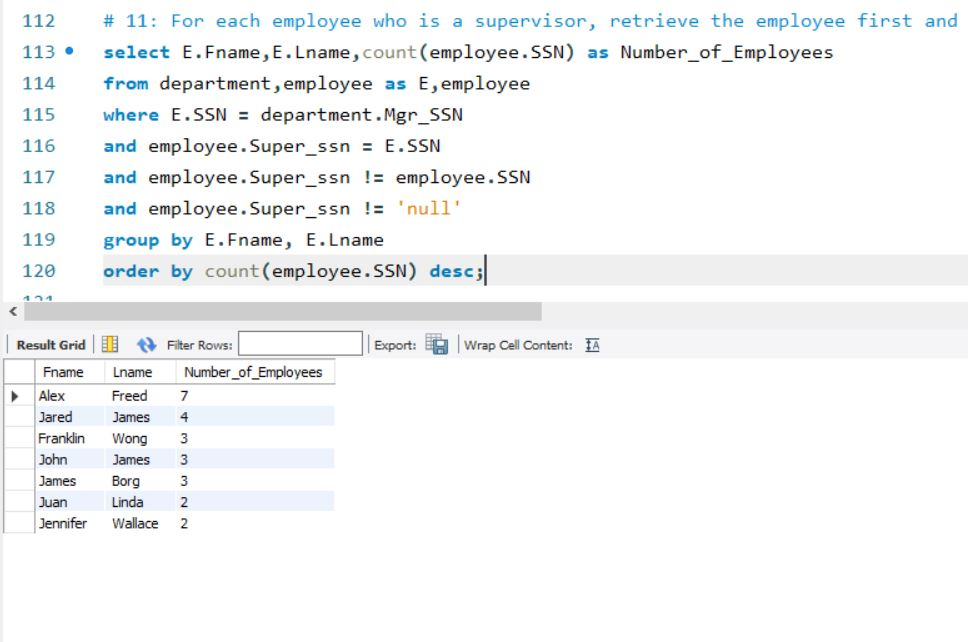 112 # 11: For each employee who is a supervisor, retrieve the employee first and
113 select E.Fname,E.Lname,count(employee.SSN) as Number_of_Employees
114 from department,employee as E,employee
115 where E.SSN = department.Mgr_SSN
116 and employee.Super_ssn = E.SSN
117 and employee.Super_ssn != employee.SSN
118 and employee.Super_ssn != 'null'
119 group by E.Fname, E.Lname
120 order by count(employee.SSN) desc;
121
Result Grid Filter Rows: Export: Wrap Cell Content: IA
Fname Lname Number_of_Employees
Alex Freed 7
Jared James 4
Franklin Wong 3
John James 3
James Borg 3
Juan Linda 2
Jennifer Wallace 2